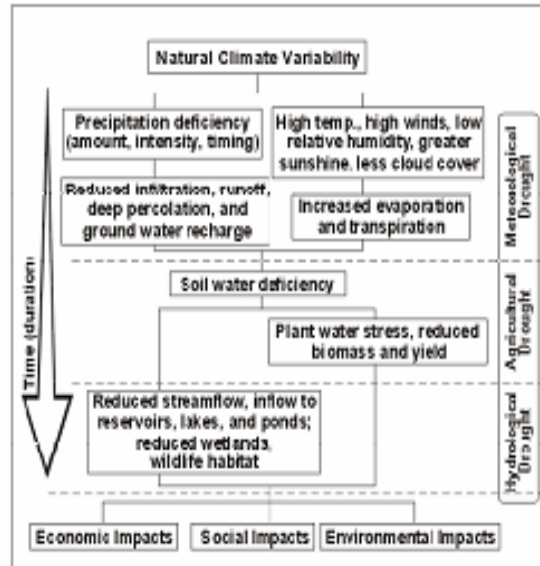 Natural Climate Variability
Precipitation deficiency
(amount, intensity, timing)
High temp., high winds, low
relative humidity, greater
sunshine, less cloud cover
Reduced infiltration, runoff,
deep percolation, and
ground water recharge
Increased evaporation
and transpiration
Meteorological
Drought
Soil water deficiency
Plant water stress, reduced
biomass and yield
Agricultural
Drought
Time (duration)
Reduced streamflow, inflow to
reservoirs, lakes, and ponds;
reduced wetlands,
wildlife habitat
Hydrological
Drought
Economic Impacts
Social Impacts
Environmental Impacts